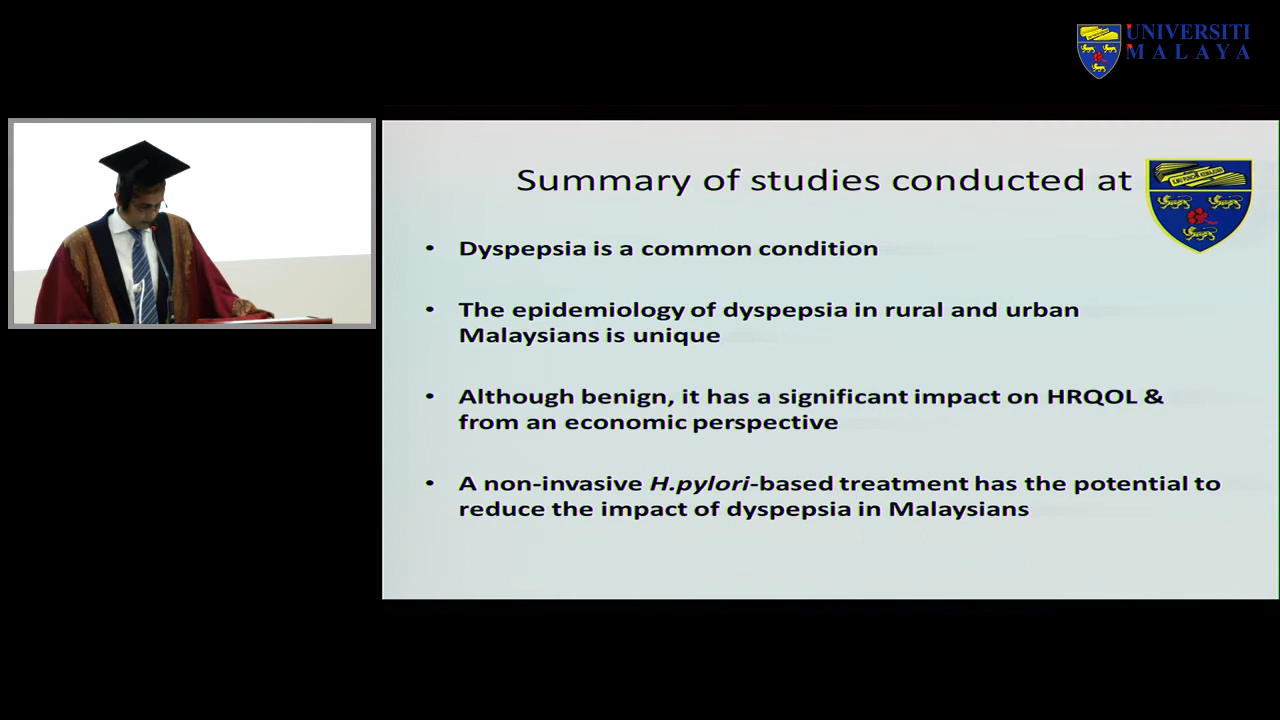 UNIVERSITI
MALAYA
Summary of studies conducted at
• Dyspepsia is a common condition
• The epidemiology of dyspepsia in rural and urban
Malaysians is unique
• Although benign, it has a significant impact on HRQOL &
from an economic perspective
• A non-invasive H.pylori-based treatment has the potential to
reduce the impact of dyspepsia in Malaysians